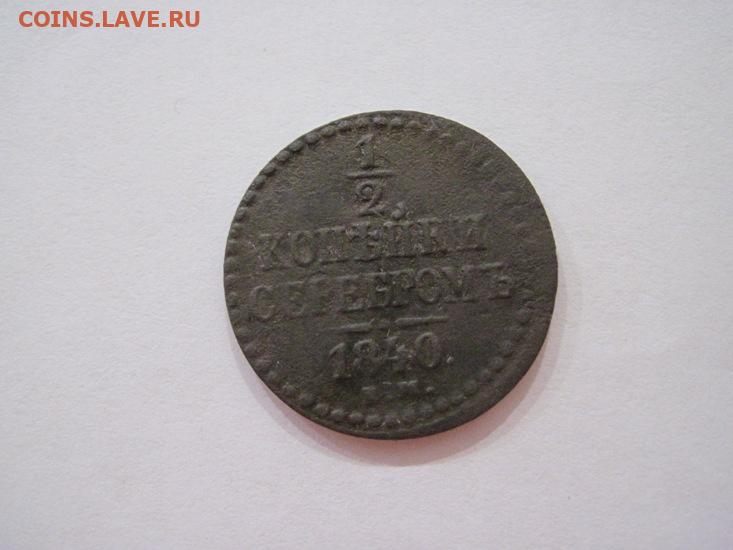 COINS.LAVE.RU
1
2
КОПѢЙКИ
СЕРЕБРОМЪ
1840.